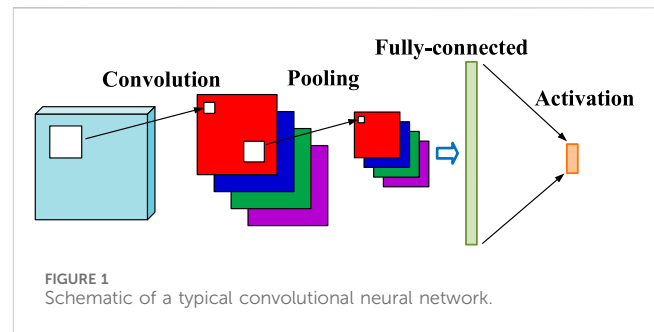 Fully-connected
Convolution
Pooling
Activation
FIGURE 1
Schematic of a typical convolutional neural network.